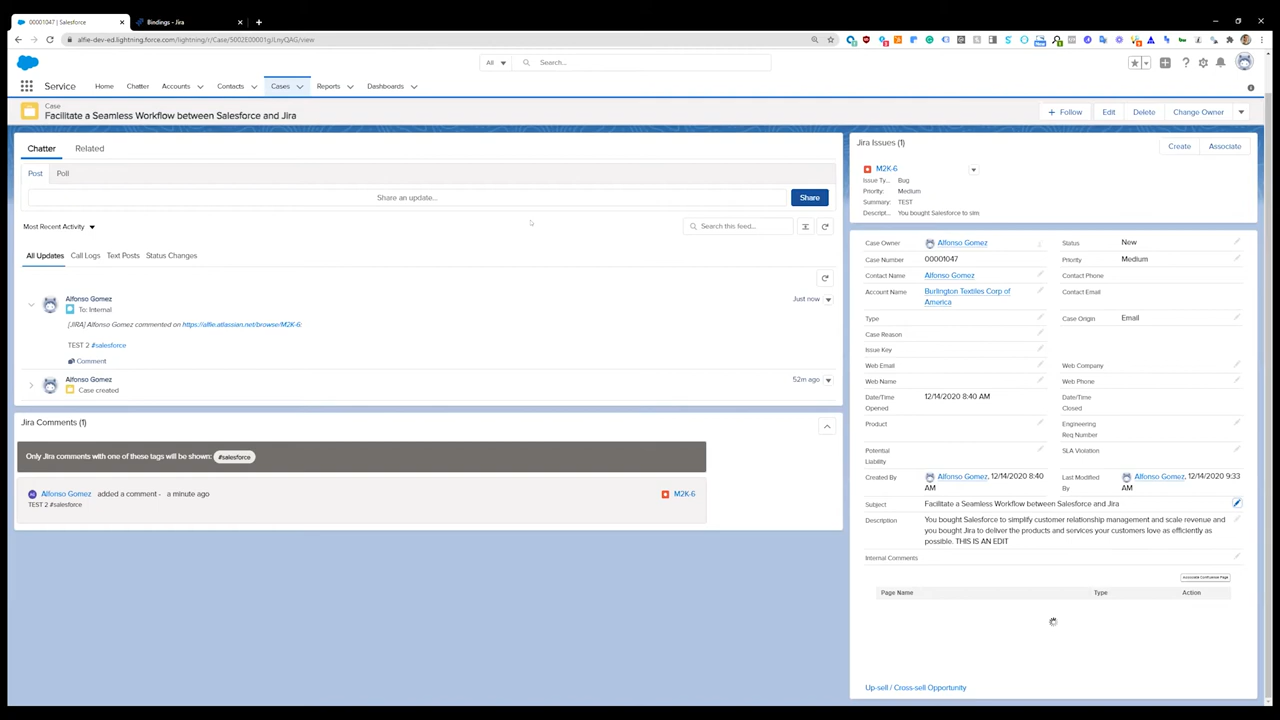 00001047 | Salesforce
Bindings - Jira
alfie-dev-ed.lightning.force.com/lightning/r/Case/5002E00001gJLnyQAG/view
All
Search...
Service
Home
Chatter
Accounts
Contacts
Cases
Reports
Dashboards
Case
Facilitate a Seamless Workflow between Salesforce and Jira
Follow
Edit
Delete
Change Owner
Chatter
Related
Post
Poll
Share an update...
Share
Most Recent Activity
Search this feed...
All Updates
Call Logs
Text Posts
Status Changes
Alfonso Gomez
Just now
To: Internal
[JIRA] Alfonso Gomez commented on https://alfie.atlassian.net/browse/M2K-6:
TEST 2 #salesforce
Comment
Alfonso Gomez
52m ago
Case created
Jira Comments (1)
Only Jira comments with one of these tags will be shown: #salesforce
Alfonso Gomez added a comment - a minute ago
M2K-6
TEST 2 #salesforce
Jira Issues (1)
Create
Associate
M2K-6
Issue Ty... Bug
Priority: Medium
Summary: TEST
Descript... You bought Salesforce to sim
Case Owner Alfonso Gomez
Status New
Case Number 00001047
Priority Medium
Contact Name Alfonso Gomez
Contact Phone
Account Name Burlington Textiles Corp of
America
Contact Email
Type
Case Origin Email
Case Reason
Issue Key
Web Email
Web Company
Web Name
Web Phone
Date/Time
Opened
12/14/2020 8:40 AM
Date/Time
Closed
Product
Engineering
Req Number
Potential
Liability
SLA Violation
Created By Alfonso Gomez, 12/14/2020 8:40
AM
Last Modified
By
Alfonso Gomez, 12/14/2020 9:33
AM
Subject Facilitate a Seamless Workflow between Salesforce and Jira
Description You bought Salesforce to simplify customer relationship management and scale revenue and
you bought Jira to deliver the products and services your customers love as efficiently as
possible. THIS IS AN EDIT
Internal Comments
Associate Confluence Page
Page Name
Type
Action
Up-sell / Cross-sell Opportunity